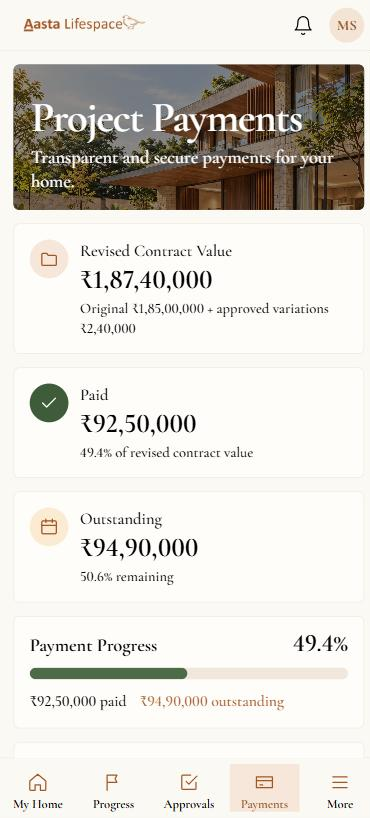 Aasta Lifespace
MS
Project Payments
Transparent and secure payments for your
home.
Revised Contract Value
₹1,87,40,000
Original ₹1,85,00,000 + approved variations
₹2,40,000
Paid
₹92,50,000
49.4% of revised contract value
Outstanding
₹94,90,000
50.6% remaining
Payment Progress 49.4%
₹92,50,000 paid ₹94,90,000 outstanding
My Home Progress Approvals Payments More